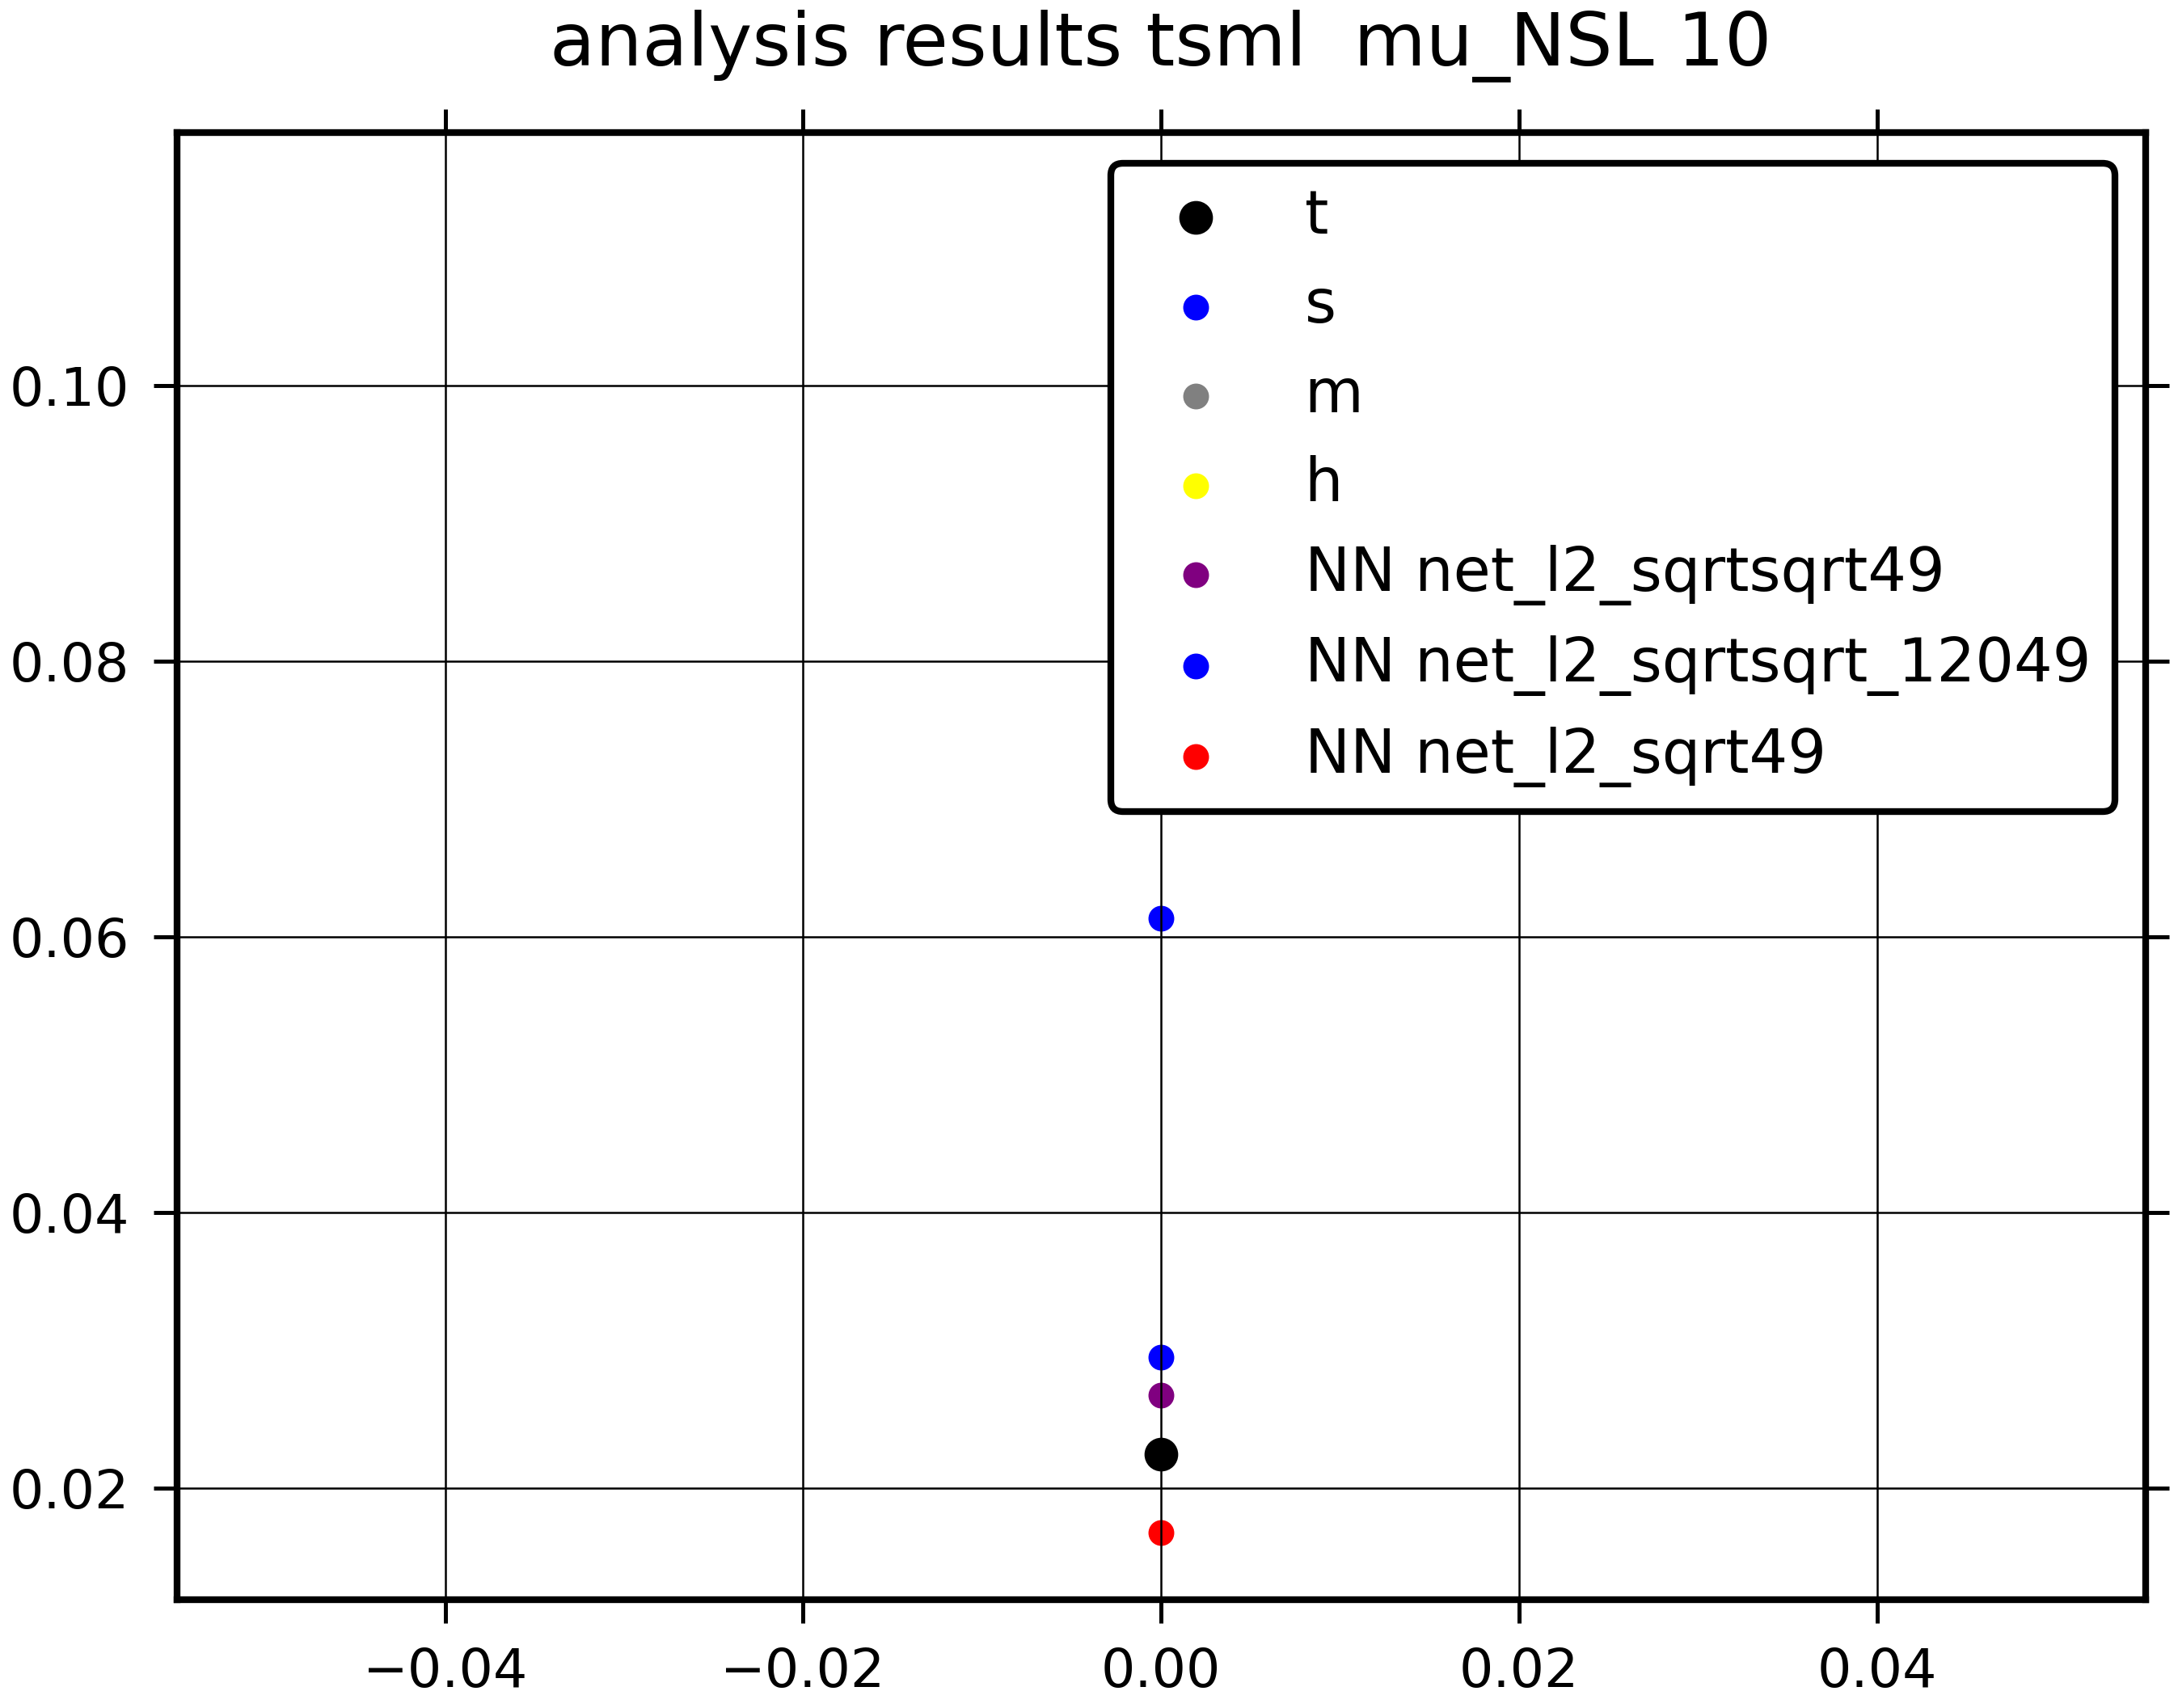 analysis results tsml  mu_NSL 10
t
s
m
h
NN net_l2_sqrtsqrt49
NN net_l2_sqrtsqrt_12049
NN net_l2_sqrt49
0.10
0.08
0.06
0.04
0.02
−0.04 −0.02 0.00 0.02 0.04